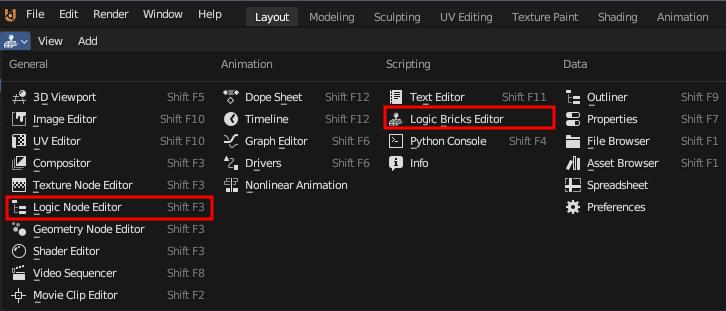 File Edit Render Window Help Layout Modeling Sculpting UV Editing Texture Paint Shading Animation
View Add
General
3D Viewport Shift F5
Image Editor Shift F10
UV Editor Shift F10
Compositor Shift F3
Texture Node Editor Shift F3
Logic Node Editor Shift F3
Geometry Node Editor Shift F3
Shader Editor Shift F3
Video Sequencer Shift F8
Movie Clip Editor Shift F2
Animation
Dope Sheet Shift F12
Timeline Shift F12
Graph Editor Shift F6
Drivers Shift F6
Nonlinear Animation
Scripting
Text Editor Shift F11
Logic Bricks Editor
Python Console Shift F4
Info
Data
Outliner Shift F9
Properties Shift F7
File Browser Shift F1
Asset Browser Shift F1
Spreadsheet
Preferences